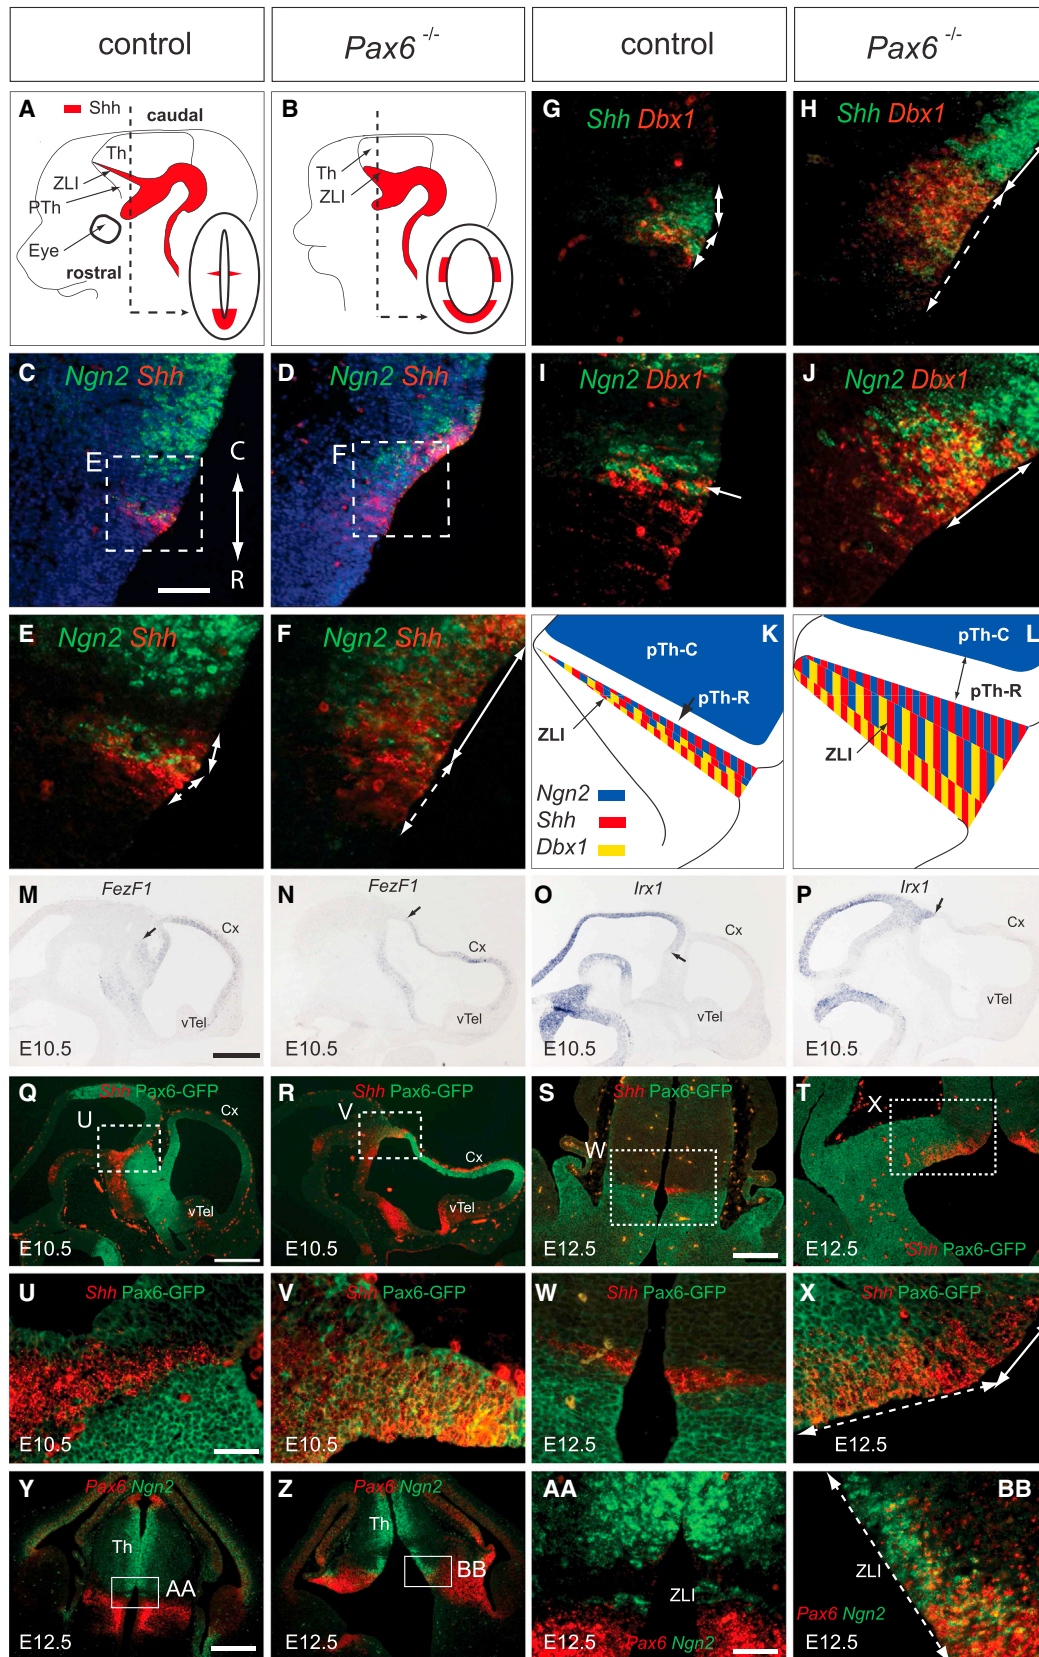 control
Pax6 -/-
control
Pax6 -/-
A
Shh
caudal
Th
ZLI
PTh
Eye
rostral
B
Th
ZLI
G
Shh Dbx1
H
Shh Dbx1
C
Ngn2 Shh
E
C
R
D
Ngn2 Shh
F
I
Ngn2 Dbx1
J
Ngn2 Dbx1
E
Ngn2 Shh
F
Ngn2 Shh
K
pTh-C
pTh-R
ZLI
Ngn2
Shh
Dbx1
L
pTh-C
pTh-R
ZLI
M
FezF1
Cx
vTel
E10.5
N
FezF1
Cx
vTel
E10.5
O
Irx1
Cx
vTel
E10.5
P
Irx1
Cx
vTel
E10.5
Q
Shh Pax6-GFP
U
Cx
vTel
E10.5
R
Shh Pax6-GFP
V
Cx
vTel
E10.5
S
Shh Pax6-GFP
W
E12.5
T
X
E12.5
Shh Pax6-GFP
U
Shh Pax6-GFP
E10.5
V
Shh Pax6-GFP
E10.5
W
Shh Pax6-GFP
E12.5
X
Shh Pax6-GFP
E12.5
Y
Pax6 Ngn2
Th
AA
E12.5
Z
Pax6 Ngn2
Th
BB
E12.5
AA
ZLI
E12.5
Pax6 Ngn2
BB
ZLI
Pax6 Ngn2
E12.5